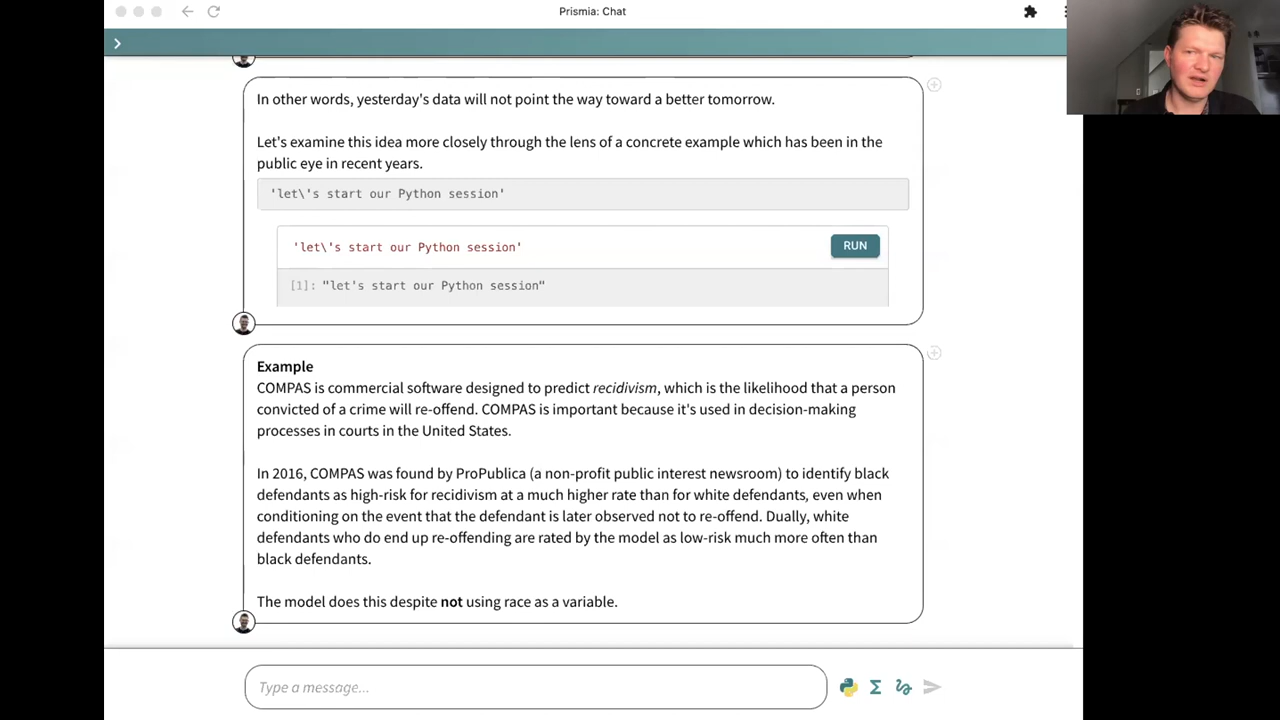 Prismia: Chat
In other words, yesterday's data will not point the way toward a better tomorrow.
Let's examine this idea more closely through the lens of a concrete example which has been in the
public eye in recent years.
'let\'s start our Python session'
'let\'s start our Python session'
RUN
[1]: "let's start our Python session"
Example
COMPAS is commercial software designed to predict recidivism, which is the likelihood that a person
convicted of a crime will re-offend. COMPAS is important because it's used in decision-making
processes in courts in the United States.
In 2016, COMPAS was found by ProPublica (a non-profit public interest newsroom) to identify black
defendants as high-risk for recidivism at a much higher rate than for white defendants, even when
conditioning on the event that the defendant is later observed not to re-offend. Dually, white
defendants who do end up re-offending are rated by the model as low-risk much more often than
black defendants.
The model does this despite not using race as a variable.
Type a message...